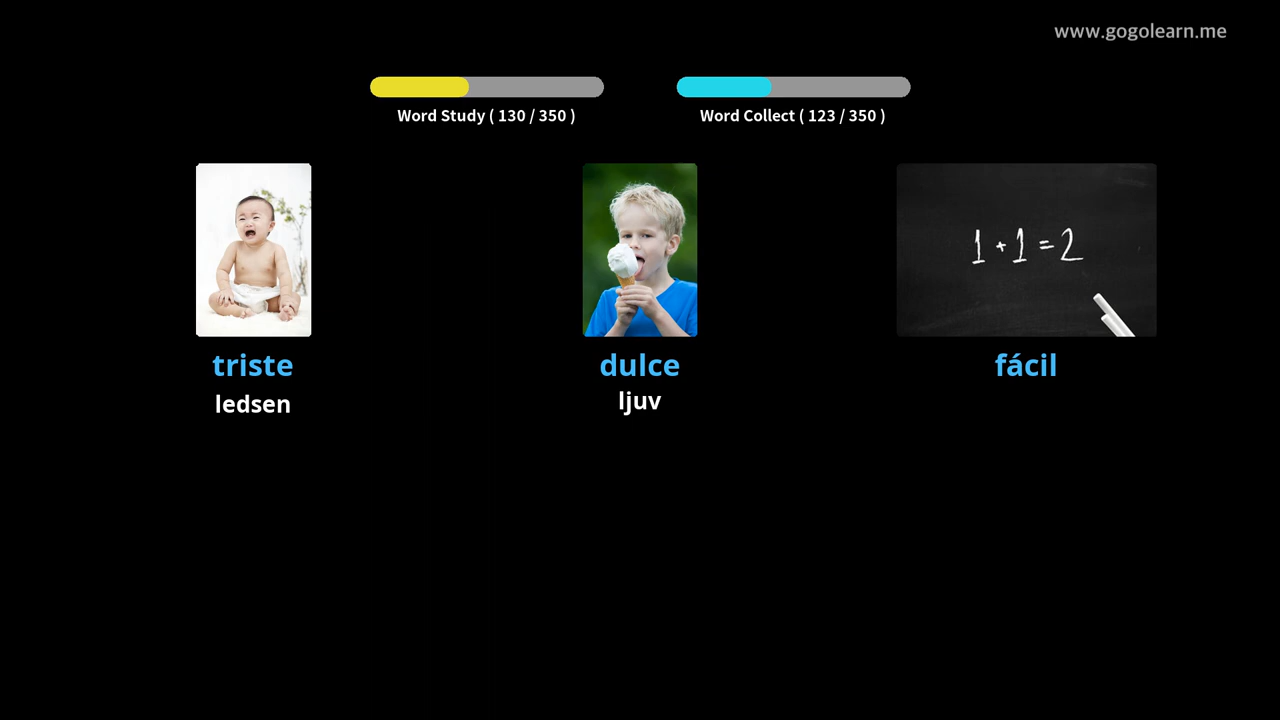 www.gogolearn.me
Word Study ( 130 / 350 )
Word Collect ( 123 / 350 )
1 + 1 = 2
triste
dulce
fácil
ledsen
ljuv